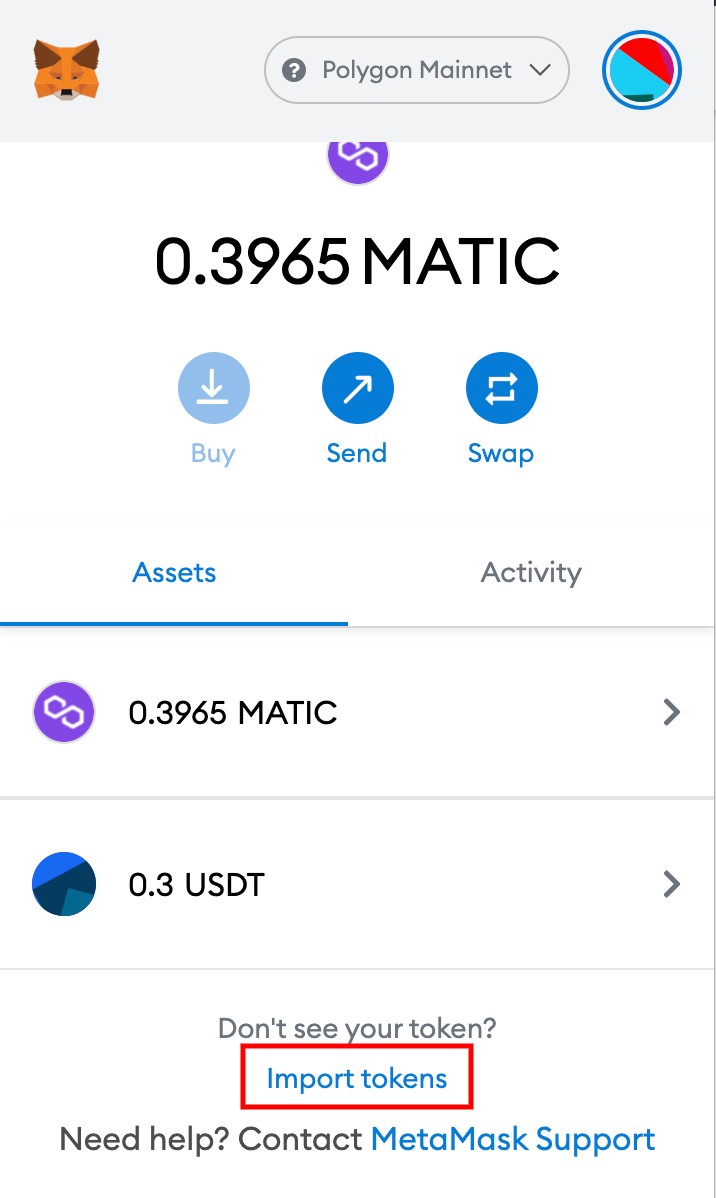 Polygon Mainnet
0.3965 MATIC
Buy Send Swap
Assets Activity
0.3965 MATIC
0.3 USDT
Don't see your token?
Import tokens
Need help? Contact MetaMask Support